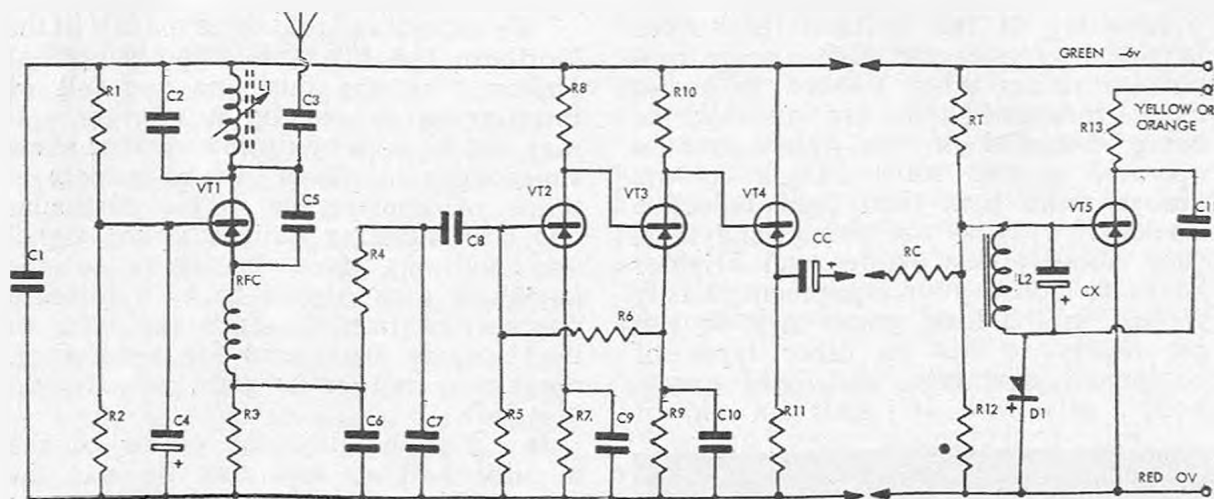 GREEN –6v
R1
C2
L1
C3
R8
R10
RT
R13
YELLOW OR
ORANGE
VT1
VT2
VT3
VT4
VT5
C5
C8
C1
R4
CC
+
RC
L2
CX
+
RFC
R6
R2
C4
+
R3
C6
C7
R5
R7
C9
R9
C10
R11
R12
D1
+
RED OV